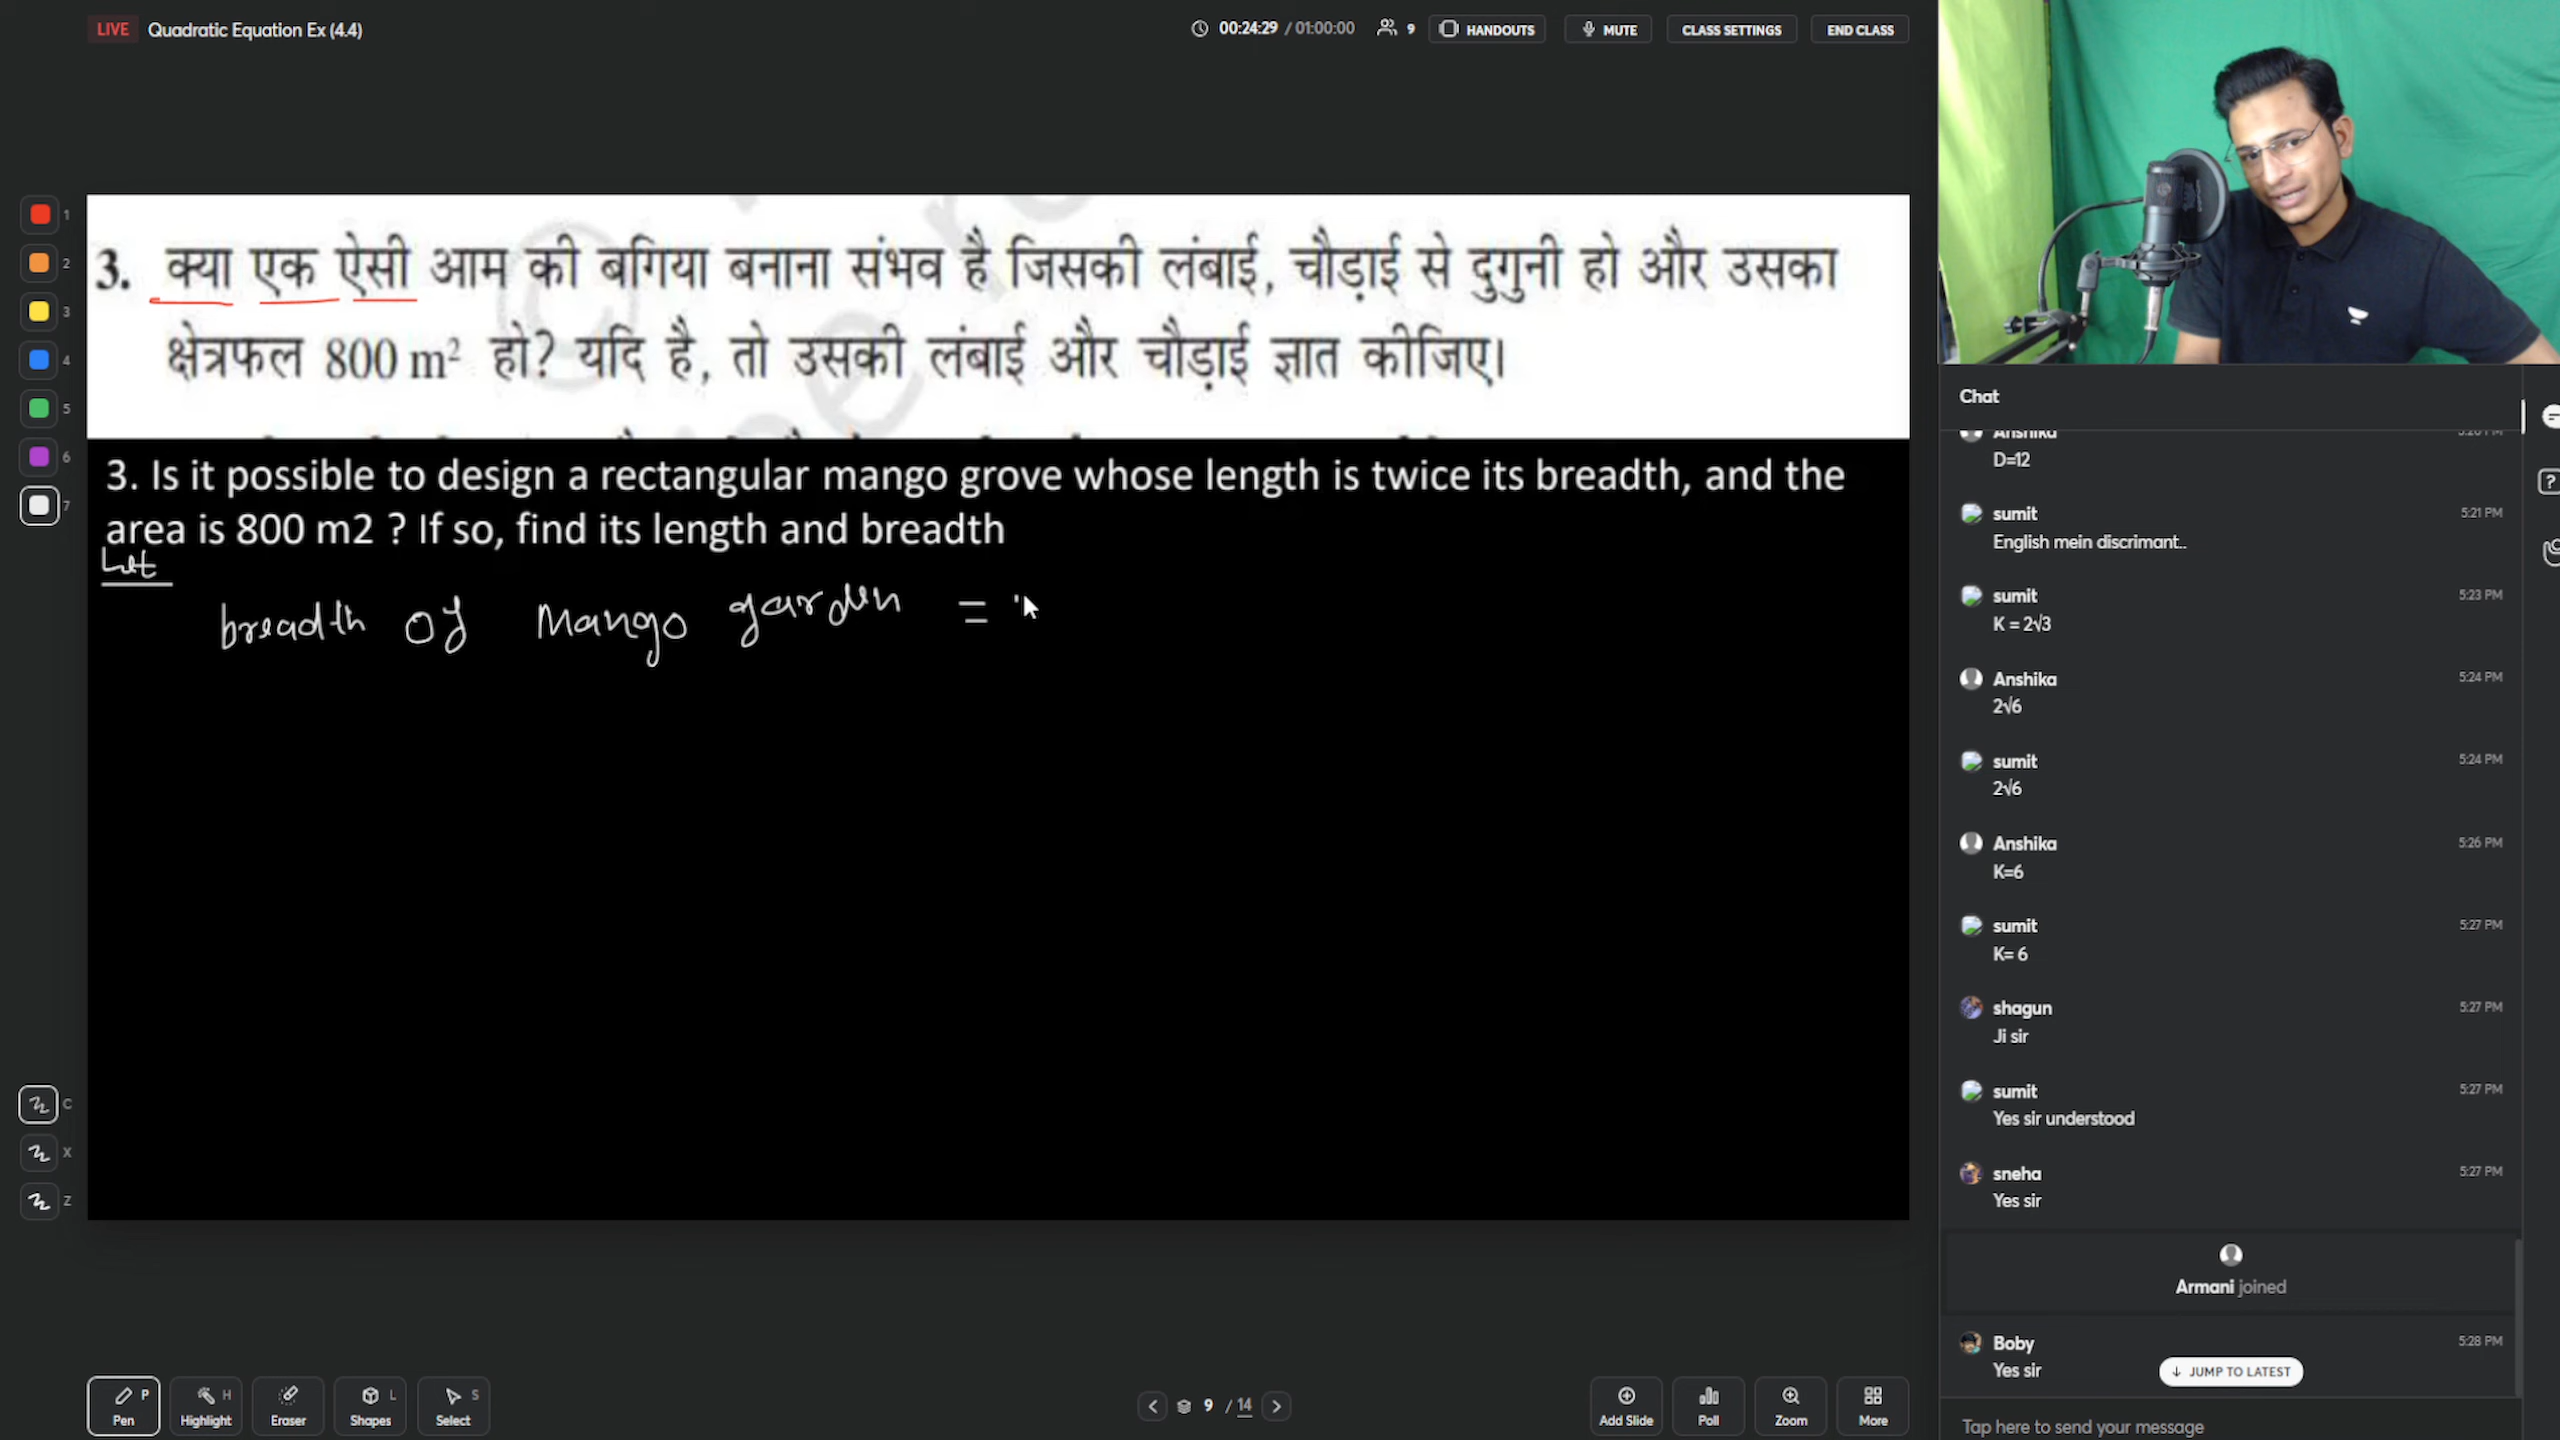 LIVE Quadratic Equation Ex (4.4)
00:24:29 / 01:00:00 9 HANDOUTS MUTE CLASS SETTINGS END CLASS
1
2
3
4
5
6
7
3. क्या एक ऐसी आम की बगिया बनाना संभव है जिसकी लंबाई, चौड़ाई से दुगुनी हो और उसका
क्षेत्रफल 800 m² हो? यदि है, तो उसकी लंबाई और चौड़ाई ज्ञात कीजिए।
3. Is it possible to design a rectangular mango grove whose length is twice its breadth, and the
area is 800 m2 ? If so, find its length and breadth
Let
breadth of Mango garden =
C
X
Z
Pen P
Highlight H
Eraser
Shapes L
Select S
9 / 14
Add Slide
Poll
Zoom
More
Chat
Anshika
D=12
sumit 5:21 PM
English mein discrimant..
sumit 5:23 PM
K = 2√3
Anshika 5:24 PM
2√6
sumit 5:24 PM
2√6
Anshika 5:26 PM
K=6
sumit 5:27 PM
K= 6
shagun 5:27 PM
Ji sir
sumit 5:27 PM
Yes sir understood
sneha 5:27 PM
Yes sir
Armani joined
Boby 5:28 PM
Yes sir
↓ JUMP TO LATEST
Tap here to send your message